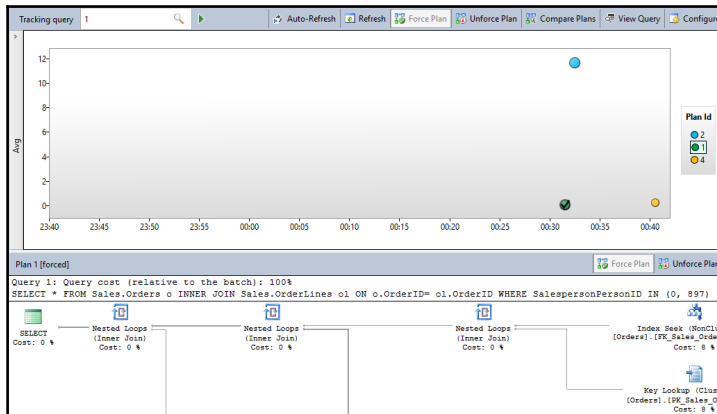 Tracking query 1 Auto-Refresh Refresh Force Plan Unforce Plan Compare Plans View Query Configure
Avg
12
10
8
6
4
2
0
23:40 23:45 23:50 23:55 00:00 00:05 00:10 00:15 00:20 00:25 00:30 00:35 00:40
Plan Id
2
1
4
Plan 1 [forced] Force Plan Unforce Plan
Query 1: Query cost (relative to the batch): 100%
SELECT * FROM Sales.Orders o INNER JOIN Sales.OrderLines ol ON o.OrderID= ol.OrderID WHERE SalespersonPersonID IN (0, 897)
SELECT
Cost: 0 %
Nested Loops
(Inner Join)
Cost: 0 %
Nested Loops
(Inner Join)
Cost: 0 %
Nested Loops
(Inner Join)
Cost: 0 %
Index Seek (NonClu
[Orders].[FK_Sales_Orde
Cost: 8 %
Key Lookup (Clus
[Orders].[PK_Sales_O
Cost: 8 %